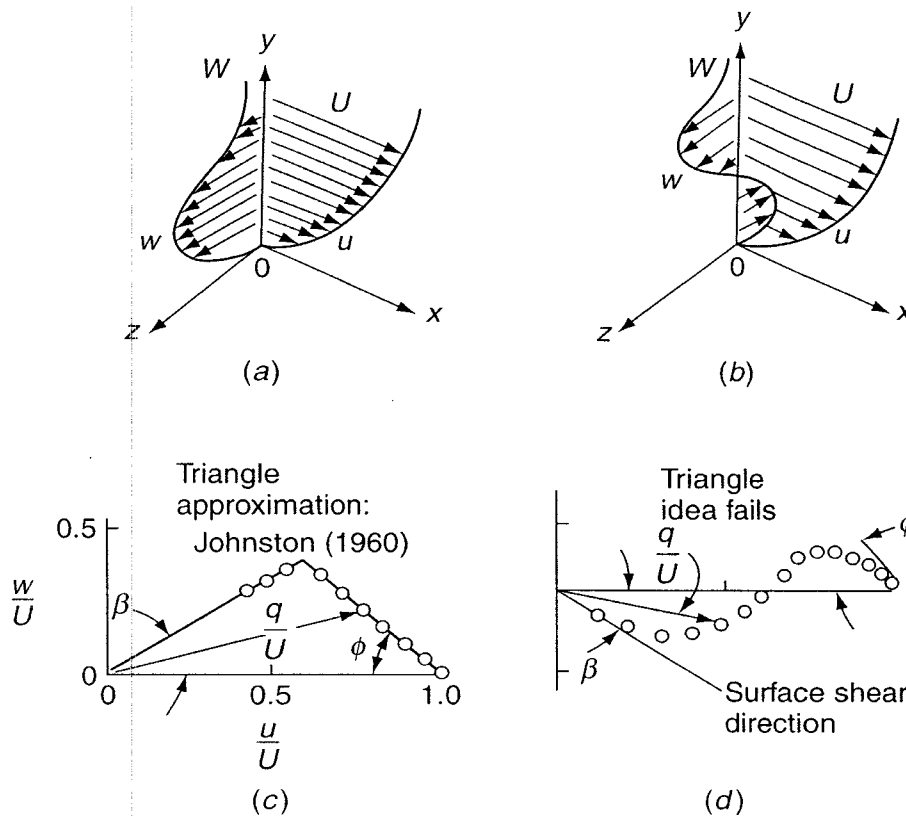 y
W
U
w
u
0
z
x
(a)
y
W
U
w
u
0
z
x
(b)
Triangle
approximation:
Johnston (1960)
0.5
w
U
β
q
U
ϕ
0
0
0.5
1.0
u
U
(c)
Triangle
idea fails
q
U
φ
β
Surface shear
direction
(d)